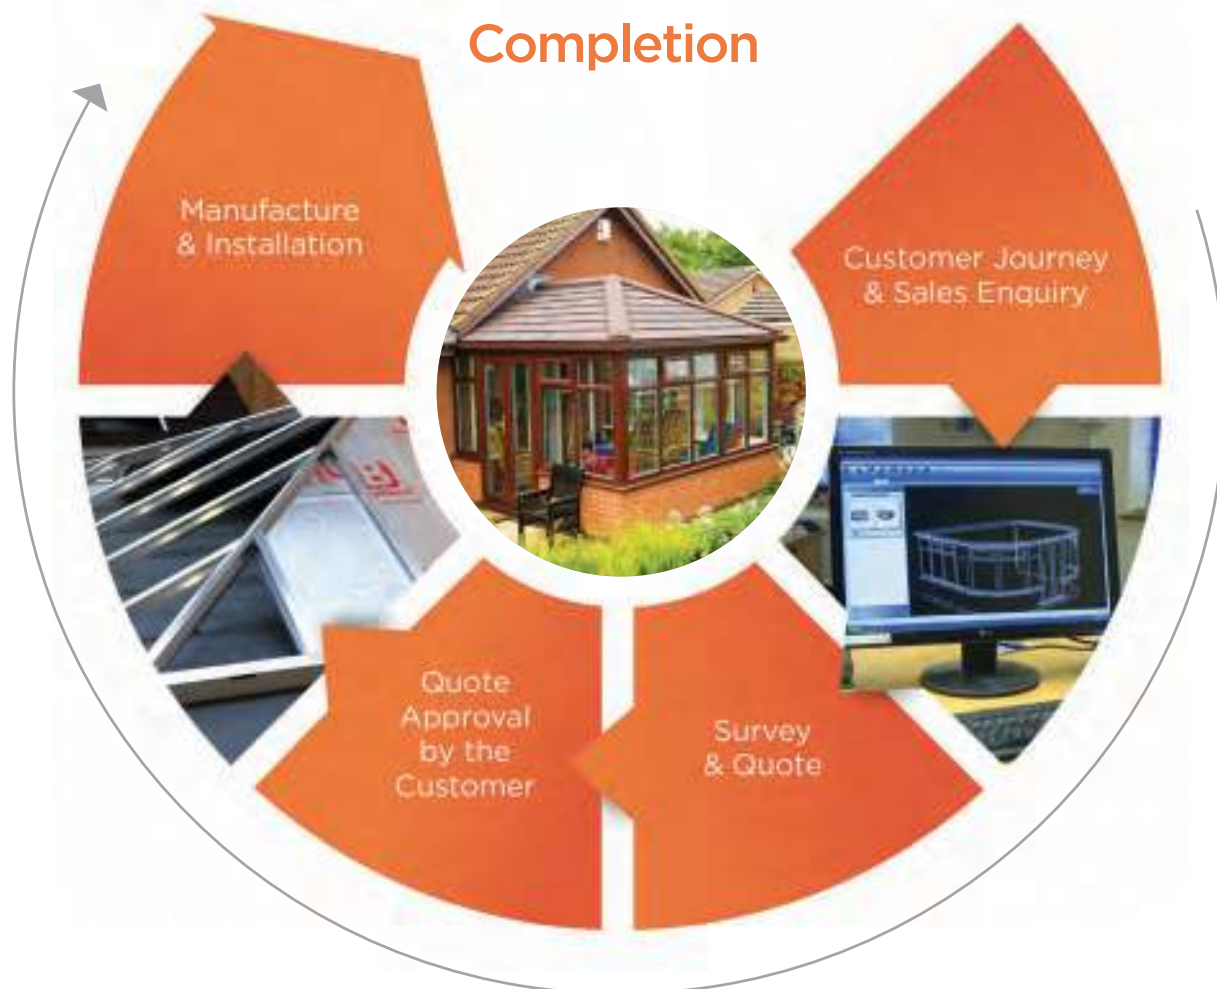 Completion
Customer Journey
& Sales Enquiry
Survey
& Quote
Quote
Approval
by the
Customer
Manufacture
& Installation